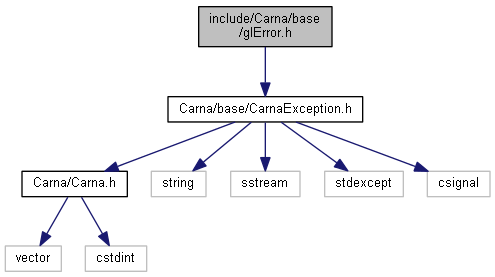 include/Carna/base
/glError.h
Carna/base/CarnaException.h
Carna/Carna.h
string
sstream
stdexcept
csignal
vector
cstdint